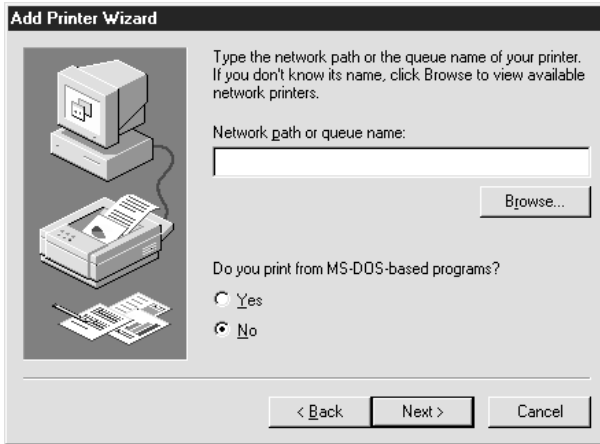 Add Printer Wizard
Type the network path or the queue name of your printer.
If you don't know its name, click Browse to view available
network printers.
Network path or queue name:
Browse...
Do you print from MS-DOS-based programs?
Yes
No
< Back
Next >
Cancel